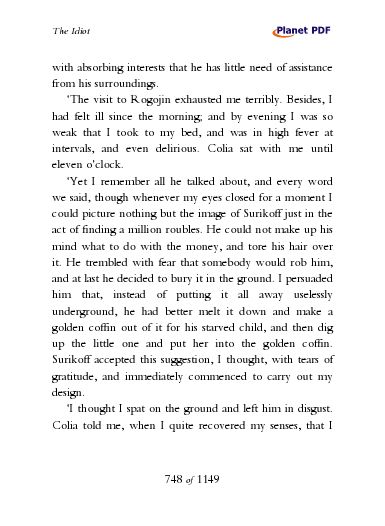 The Idiot
Planet PDF
with absorbing interests that he has little need of assistance
from his surroundings.
‘The visit to Rogojin exhausted me terribly. Besides, I
had felt ill since the morning; and by evening I was so
weak that I took to my bed, and was in high fever at
intervals, and even delirious. Colia sat with me until
eleven o’clock.
‘Yet I remember all he talked about, and every word
we said, though whenever my eyes closed for a moment I
could picture nothing but the image of Surikoff just in the
act of finding a million roubles. He could not make up his
mind what to do with the money, and tore his hair over
it. He trembled with fear that somebody would rob him,
and at last he decided to bury it in the ground. I persuaded
him that, instead of putting it all away uselessly
underground, he had better melt it down and make a
golden coffin out of it for his starved child, and then dig
up the little one and put her into the golden coffin.
Surikoff accepted this suggestion, I thought, with tears of
gratitude, and immediately commenced to carry out my
design.
‘I thought I spat on the ground and left him in disgust.
Colia told me, when I quite recovered my senses, that I
748 of 1149